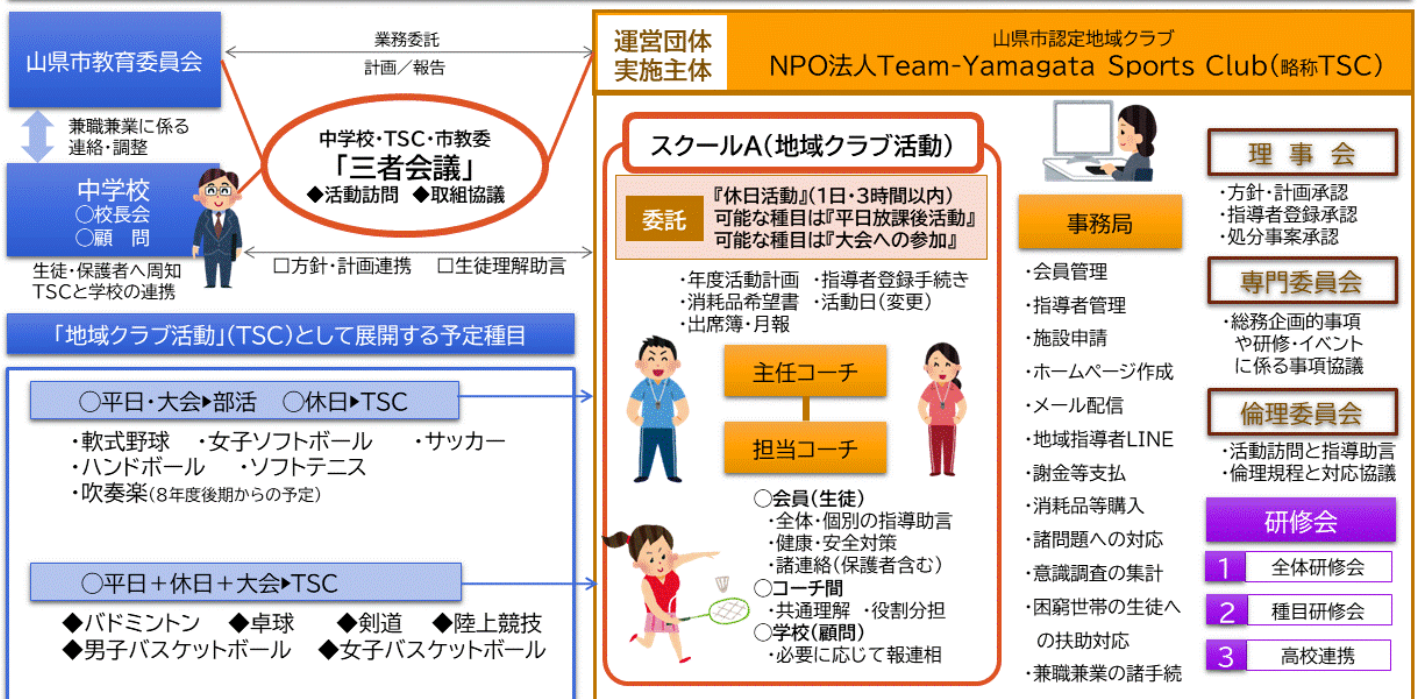 山県市教育委員会
業務委託
計画／報告
兼職兼業に係る
連絡・調整
中学校・TSC・市教委
「三者会議」
◆活動訪問 ◆取組協議
中学校
○校長会
○顧　問
生徒・保護者へ周知
TSCと学校の連携
□方針・計画連携 □生徒理解助言
「地域クラブ活動」（TSC）として展開する予定種目
○平日・大会▶部活 ○休日▶TSC
・軟式野球 ・女子ソフトボール ・サッカー
・ハンドボール ・ソフトテニス
・吹奏楽（8年度後期からの予定）
○平日＋休日＋大会▶TSC
◆バドミントン ◆卓球 ◆剣道 ◆陸上競技
◆男子バスケットボール ◆女子バスケットボール
運営団体
実施主体
山県市認定地域クラブ
NPO法人Team-Yamagata Sports Club（略称TSC）
スクールA（地域クラブ活動）
委託
『休日活動』（1日・3時間以内）
可能な種目は『平日放課後活動』
可能な種目は『大会への参加』
・年度活動計画 ・指導者登録手続き
・消耗品希望書 ・活動日（変更）
・出席簿・月報
主任コーチ
担当コーチ
○会員（生徒）
・全体・個別の指導助言
・健康・安全対策
・諸連絡（保護者含む）
○コーチ間
・共通理解 ・役割分担
○学校（顧問）
・必要に応じて報連相
事務局
・会員管理
・指導者管理
・施設申請
・ホームページ作成
・メール配信
・地域指導者LINE
・謝金等支払
・消耗品等購入
・諸問題への対応
・意識調査の集計
・困窮世帯の生徒へ
の扶助対応
・兼職兼業の諸手続
理 事 会
・方針・計画承認
・指導者登録承認
・処分事案承認
専門委員会
・総務企画的事項
や研修・イベント
に係る事項協議
倫理委員会
・活動訪問と指導助言
・倫理規程と対応協議
研修会
1 全体研修会
2 種目研修会
3 高校連携